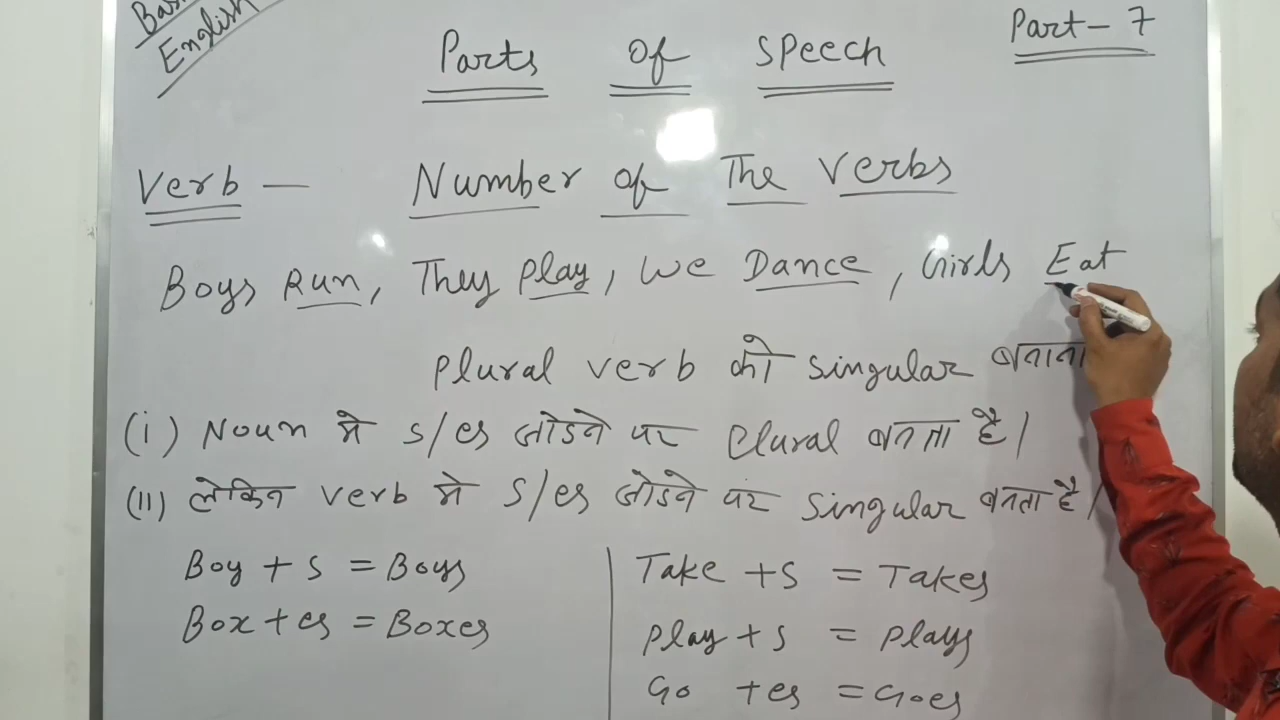 English
Parts of Speech
Part - 7
Verb — Number of The Verbs
Boys Run, They Play, We Dance, Girls Eat
Plural verb को singular बनाना
(i) Noun मे s/es जोडने पर Plural बनता है।
(ii) लेकिन verb मे s/es जोडने पर singular बनता है।
Boy + s = Boys
Box + es = Boxes
Take + s = Takes
Play + s = Plays
Go + es = Goes